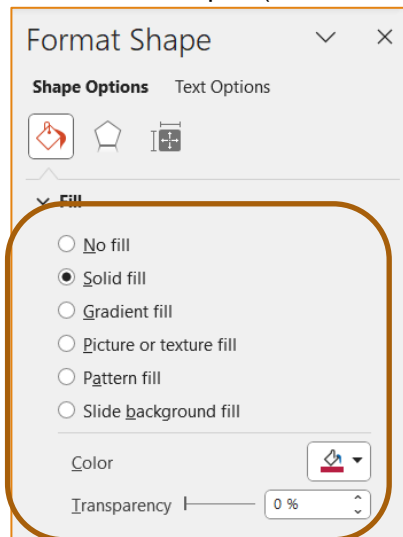 Format Shape
Shape Options Text Options
Fill
No fill
Solid fill
Gradient fill
Picture or texture fill
Pattern fill
Slide background fill
Color
Transparency 0 %